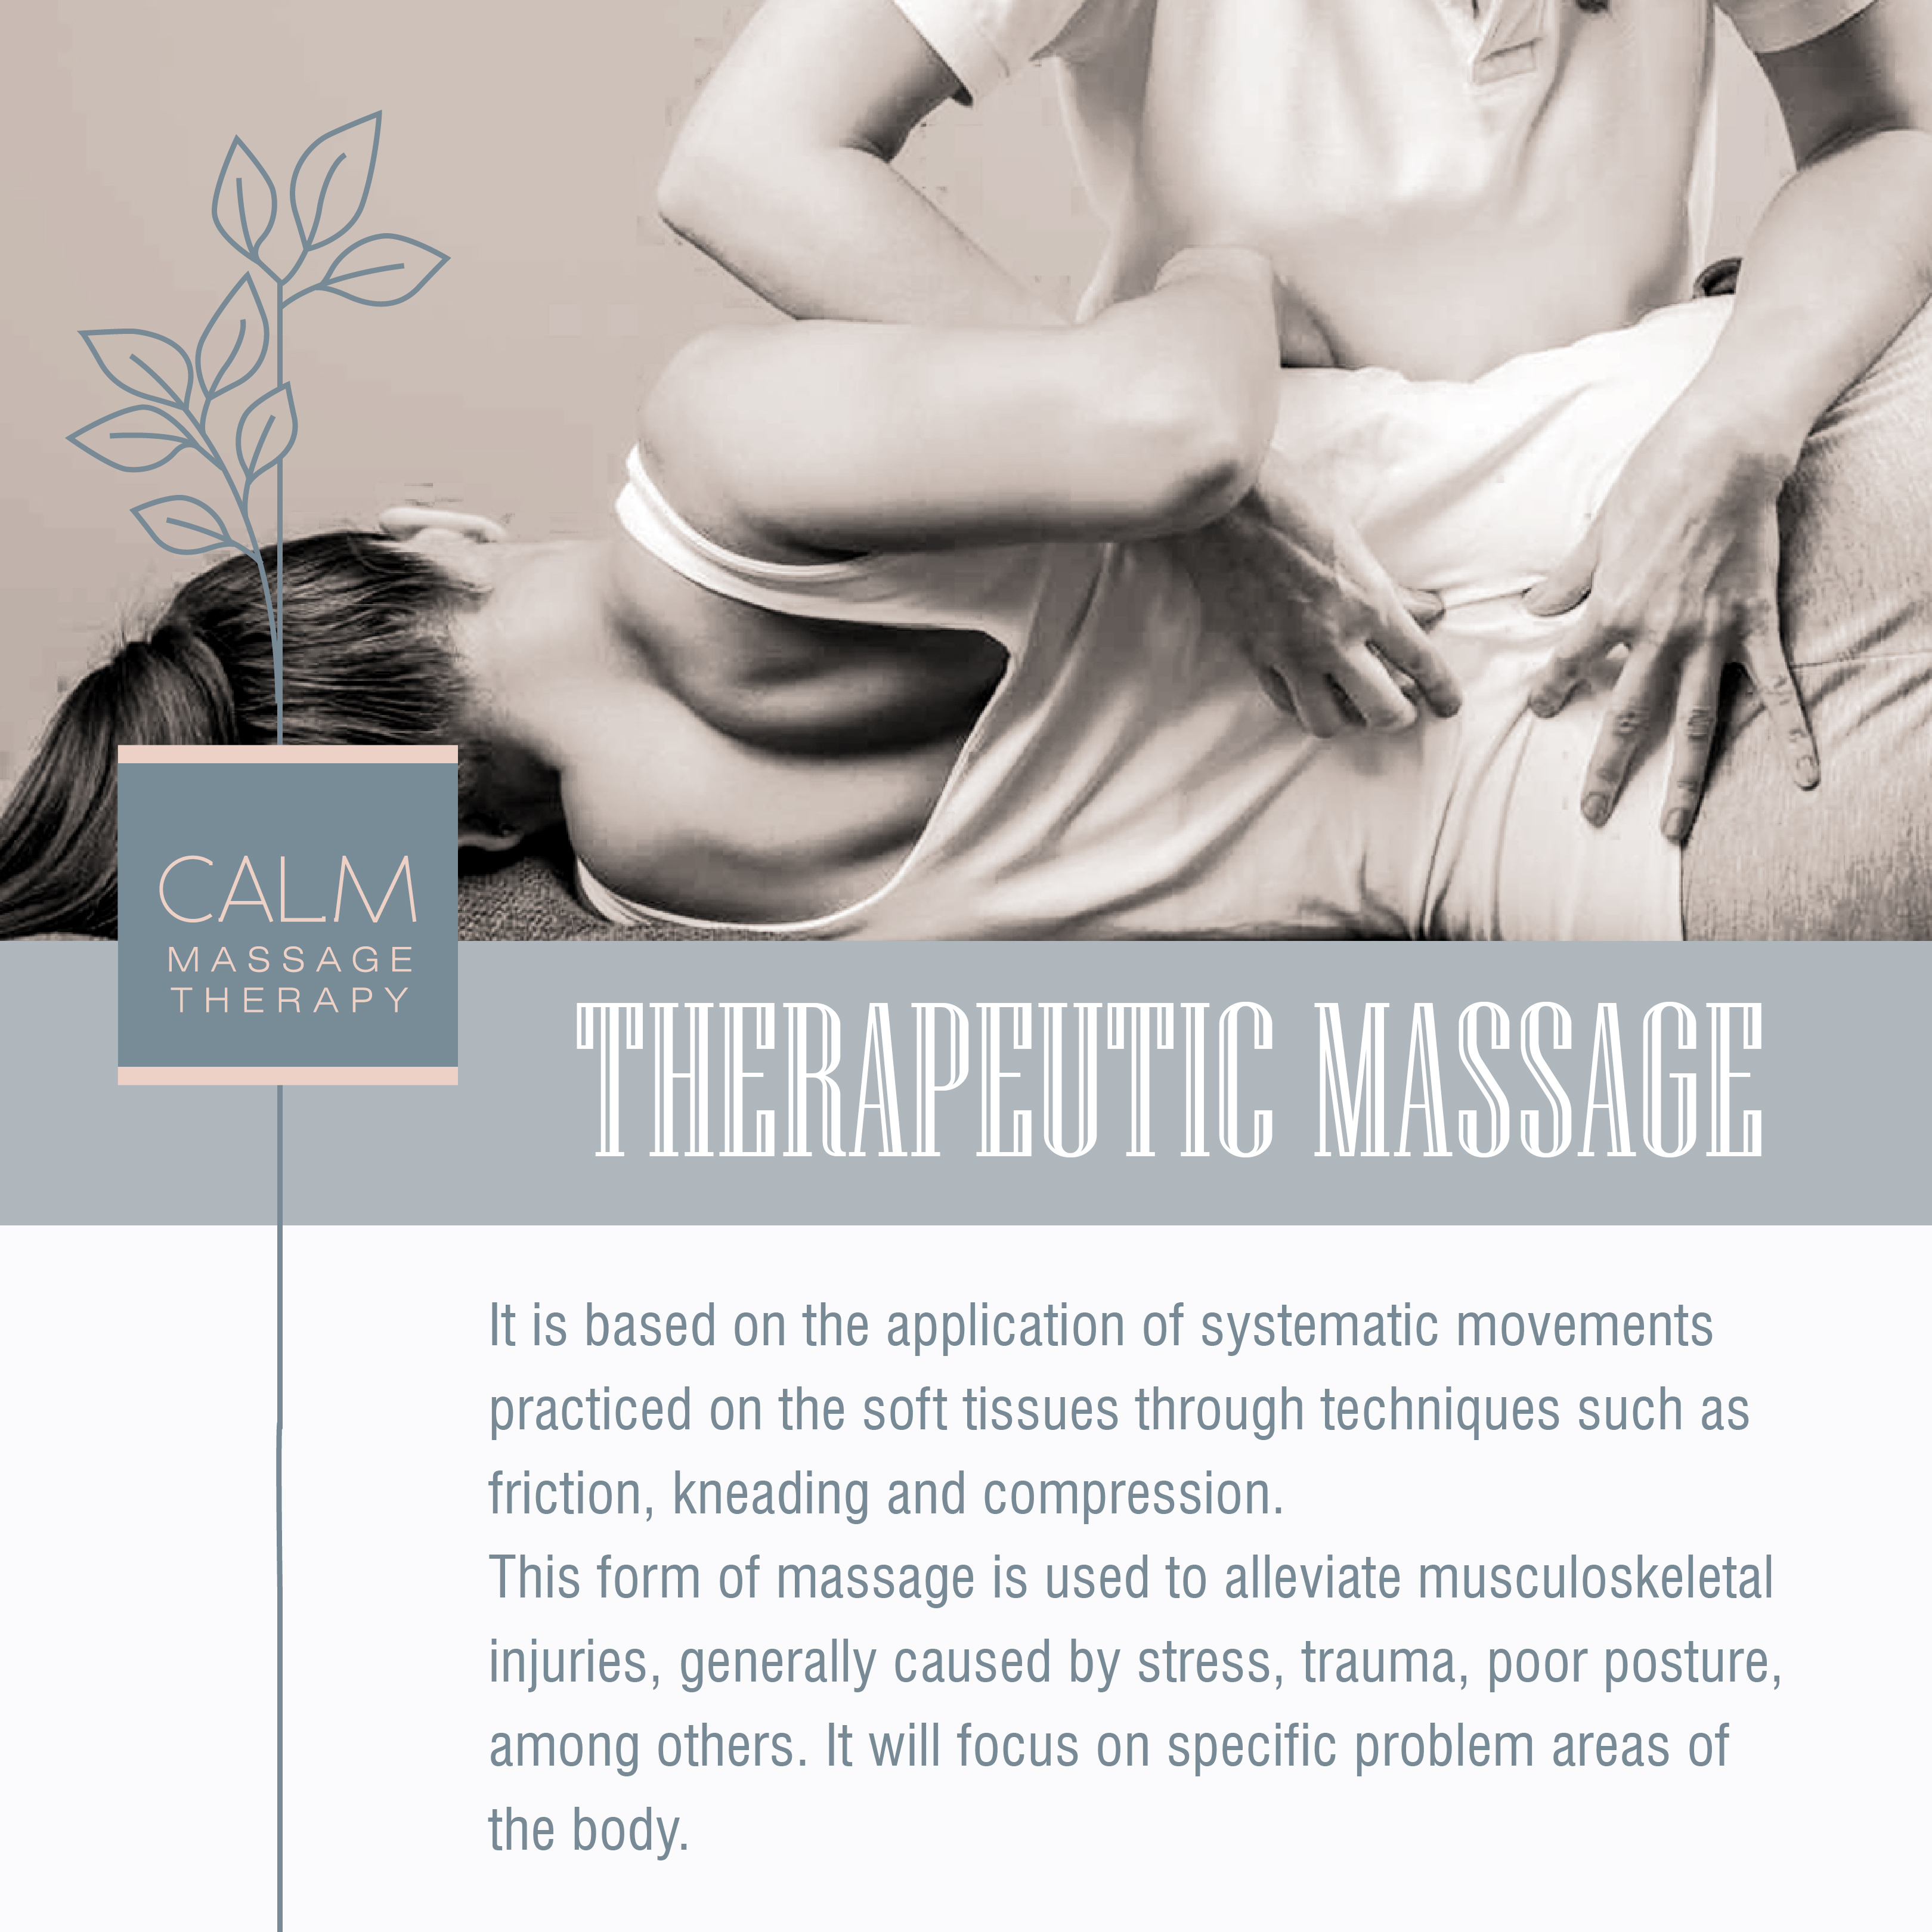 CALM
MASSAGE
THERAPY
THERAPEUTIC MASSAGE
It is based on the application of systematic movements
practiced on the soft tissues through techniques such as
friction, kneading and compression.
This form of massage is used to alleviate musculoskeletal
injuries, generally caused by stress, trauma, poor posture,
among others. It will focus on specific problem areas of
the body.